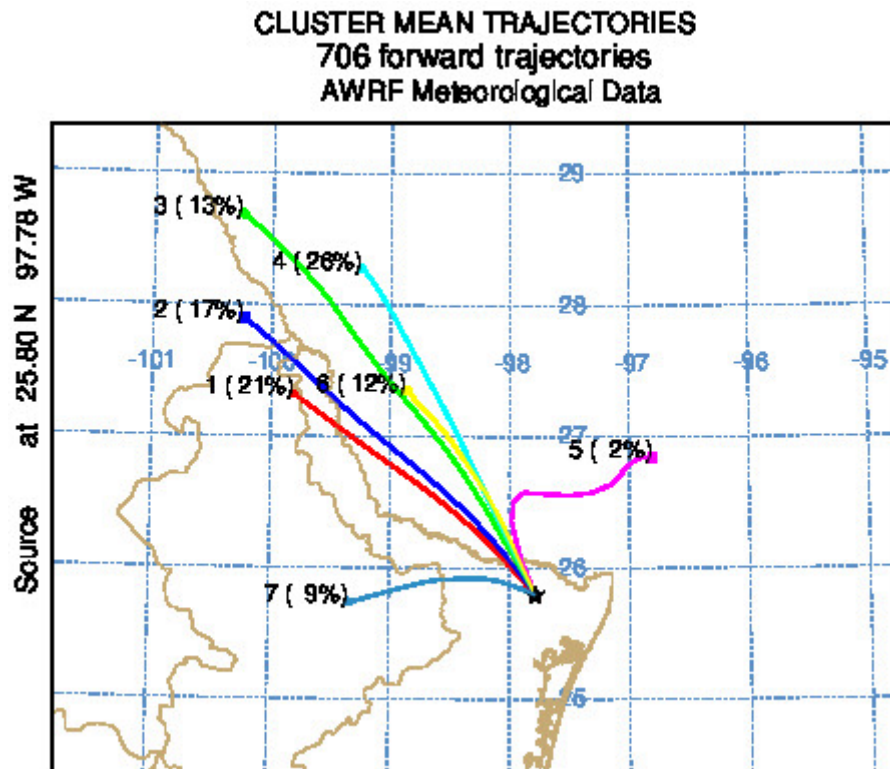 CLUSTER MEAN TRAJECTORIES
706 forward trajectories
AWRF Meteorological Data
Source at 25.80 N 97.78 W
29
3 ( 13%)
4 ( 26%)
28
2 ( 17%)
-101 -100 -99 -98 -97 -96 -95
1 (21%)
6 ( 12%)
27
5 ( 2%)
26
7 ( 9%)
25